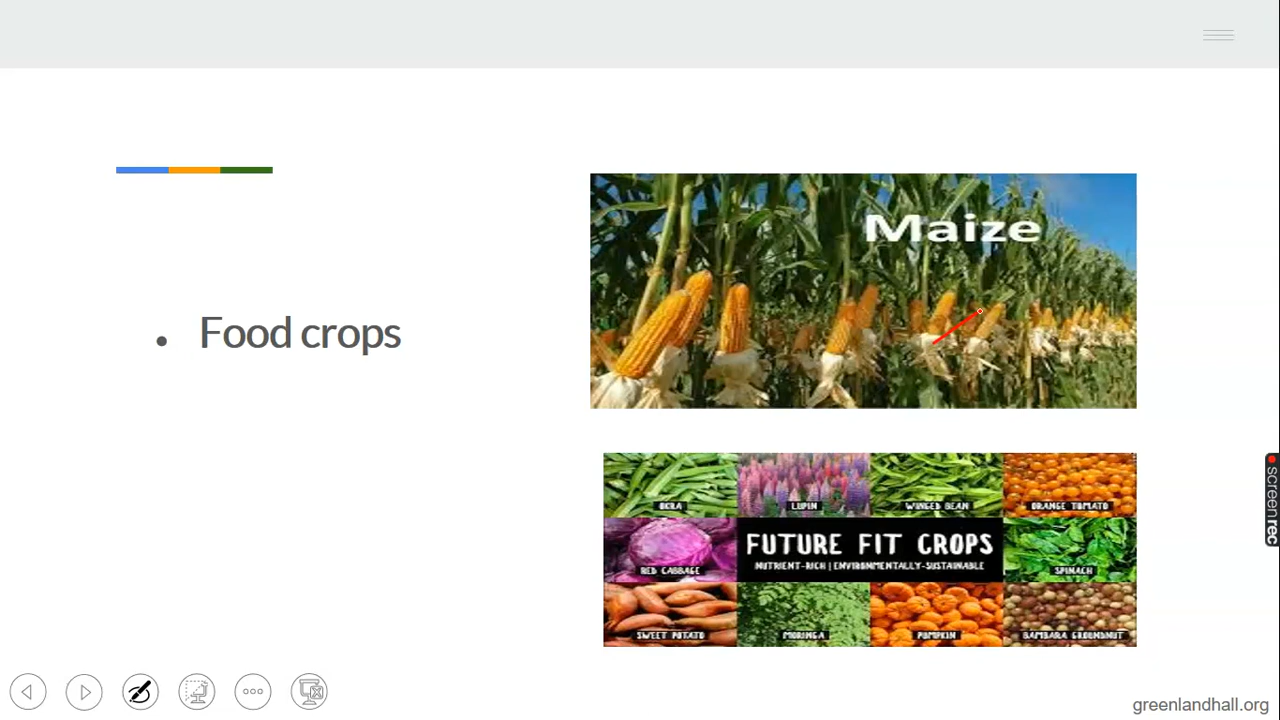 Maize
• Food crops
OKRA
LUPIN
WINGED BEAN
ORANGE TOMATO
RED CABBAGE
FUTURE FIT CROPS
NUTRIENT-RICH | ENVIRONMENTALLY-SUSTAINABLE
SPINACH
SWEET POTATO
MORINGA
PUMPKIN
BAMBARA GROUNDNUT
screenrec
greenlandhall.org